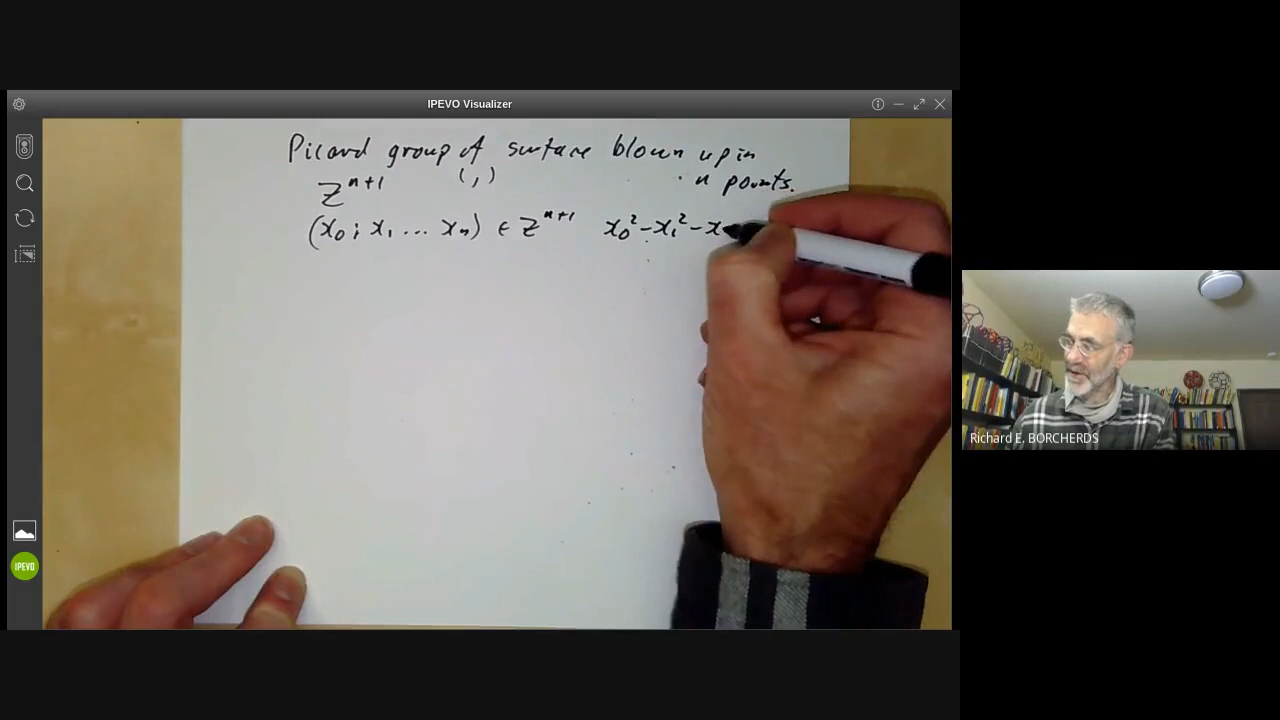 IPEVO Visualizer
Picard group of surface blown up in
n points.
Z^{n+1} ( , )
(x_0; x_1 ... x_n) ∈ Z^{n+1} x_0^2 - x_1^2 - x
IPEVO
Richard E. BORCHERDS